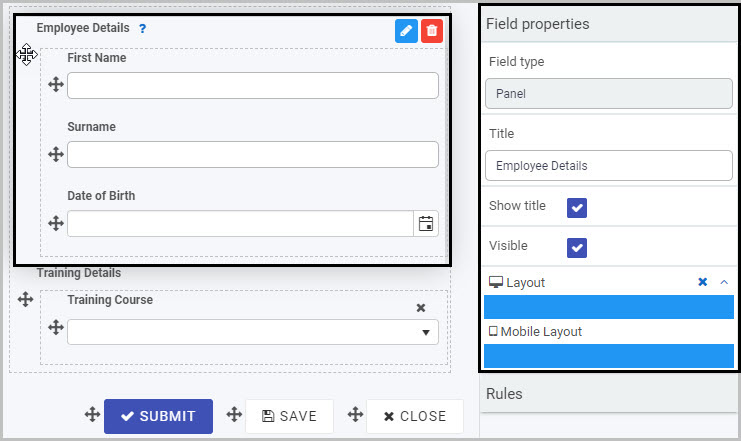 Employee Details ?
First Name
Surname
Date of Birth
Training Details
Training Course
SUBMIT
SAVE
CLOSE
Field properties
Field type
Panel
Title
Employee Details
Show title
Visible
Layout
Mobile Layout
Rules